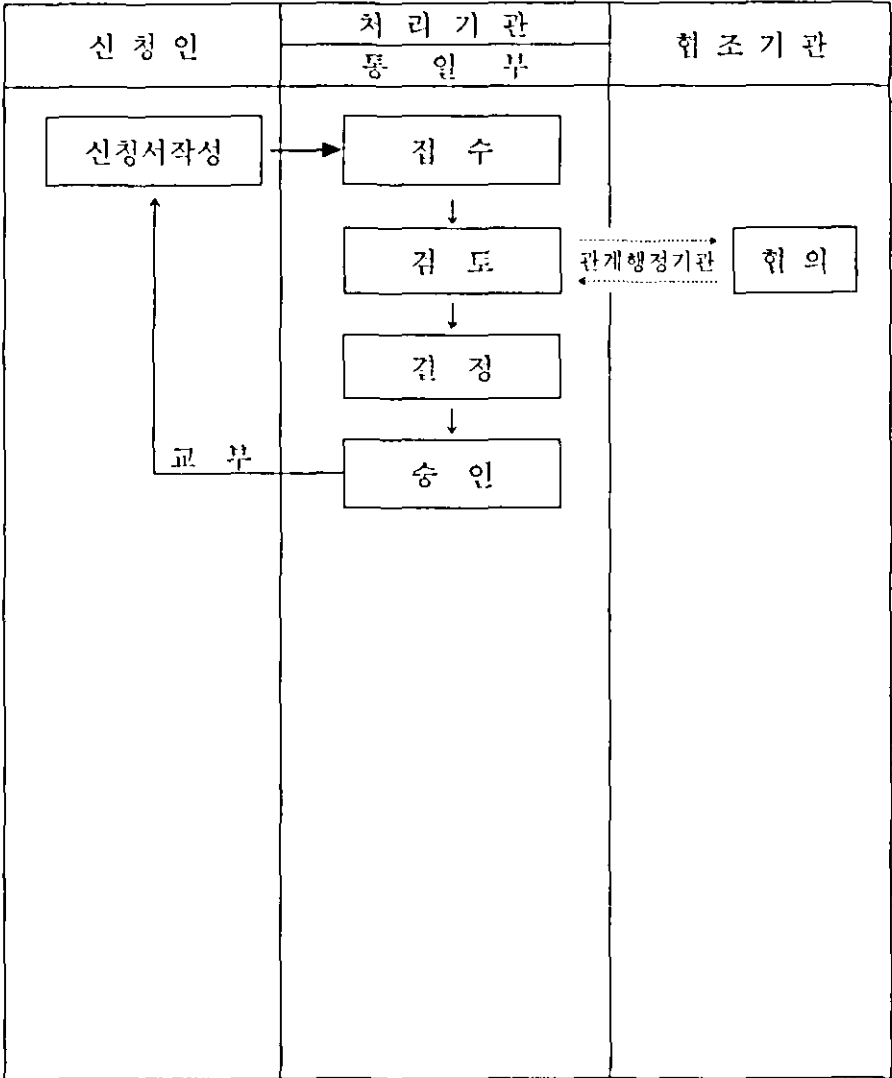 신 청 인
처 리 기 관
통 일 부
협 조 기 관
신청서작성
접 수
검 토
관계행정기관
협 의
결 정
교 부
승 인